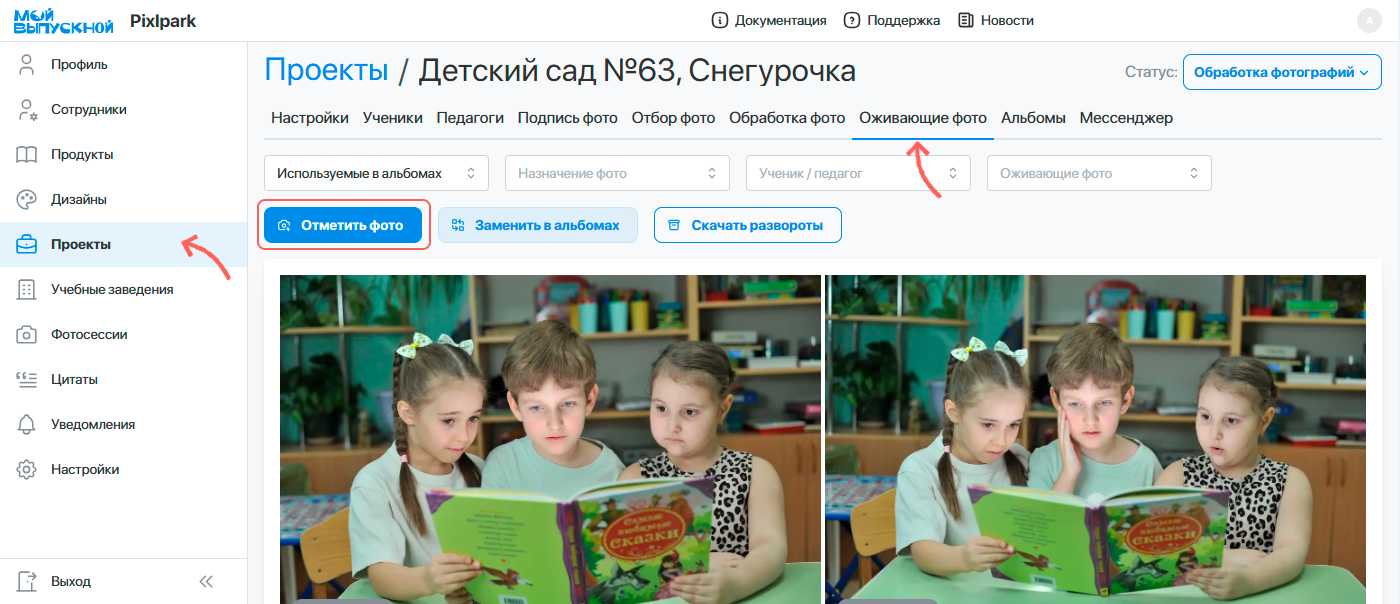 МОЙ ВЫПУСКНОЙ
Pixlpark
Документация
Поддержка
Новости
A
Профиль
Сотрудники
Продукты
Дизайны
Проекты
Учебные заведения
Фотосессии
Цитаты
Уведомления
Настройки
Выход
Проекты / Детский сад №63, Снегурочка
Статус: Обработка фотографий
Настройки Ученики Педагоги Подпись фото Отбор фото Обработка фото Оживающие фото Альбомы Мессенджер
Используемые в альбомах
Назначение фото
Ученик / педагог
Оживающие фото
Отметить фото
Заменить в альбомах
Скачать развороты
Самые
любимые
сказки
Самые
любимые
сказки